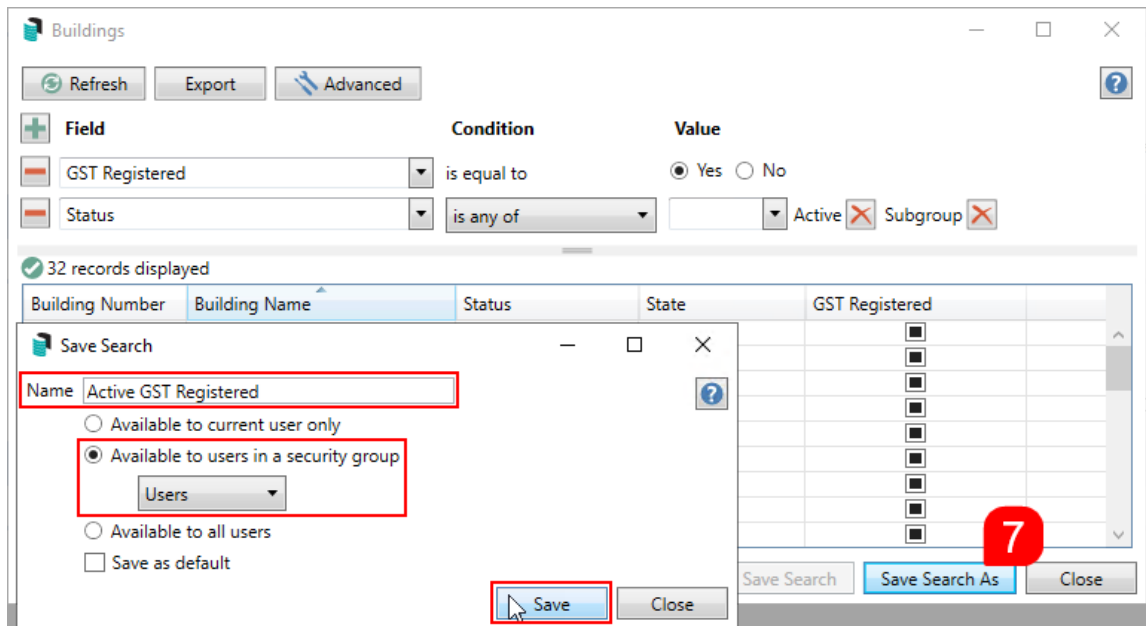 Buildings
Refresh Export Advanced
Field Condition Value
GST Registered is equal to Yes No
Status is any of Active Subgroup
32 records displayed
Building Number Building Name Status State GST Registered
Save Search
Name Active GST Registered
Available to current user only
Available to users in a security group
Users
Available to all users
Save as default
Save Close
7
Save Search Save Search As Close